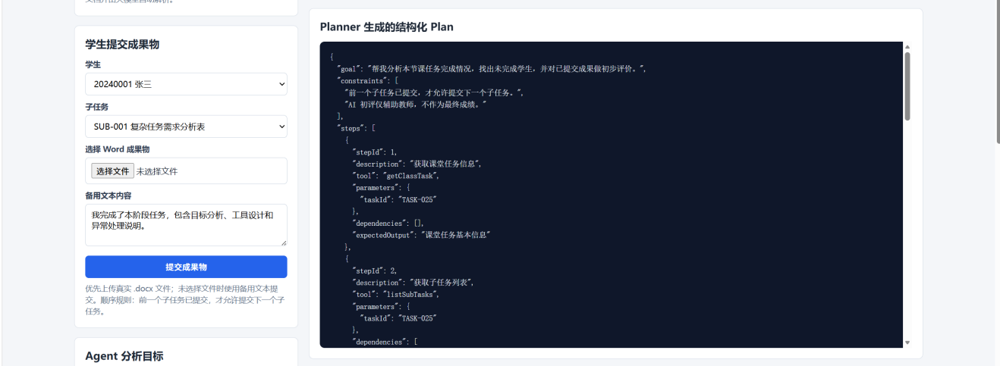 文档并由大模型自动解析。
学生提交成果物
学生
20240001 张三
子任务
SUB-001 复杂任务需求分析表
选择 Word 成果物
选择文件 未选择文件
备用文本内容
我完成了本阶段任务，包含目标分析、工具设计和
异常处理说明。
提交成果物
优先上传真实 .docx 文件；未选择文件时使用备用文本提
交。顺序规则：前一个子任务已提交，才允许提交下一个子
任务。
Agent 分析目标
Planner 生成的结构化 Plan
{
"goal": "帮我分析本节课任务完成情况，找出未完成学生，并对已提交成果做初步评价。",
"constraints": [
"前一个子任务已提交，才允许提交下一个子任务。",
"AI 初评仅辅助教师，不作为最终成绩。"
],
"steps": [
{
"stepId": 1,
"description": "获取课堂任务信息",
"tool": "getClassTask",
"parameters": {
"taskId": "TASK-025"
},
"dependencies": [],
"expectedOutput": "课堂任务基本信息"
},
{
"stepId": 2,
"description": "获取子任务列表",
"tool": "listSubTasks",
"parameters": {
"taskId": "TASK-025"
},
"dependencies": [